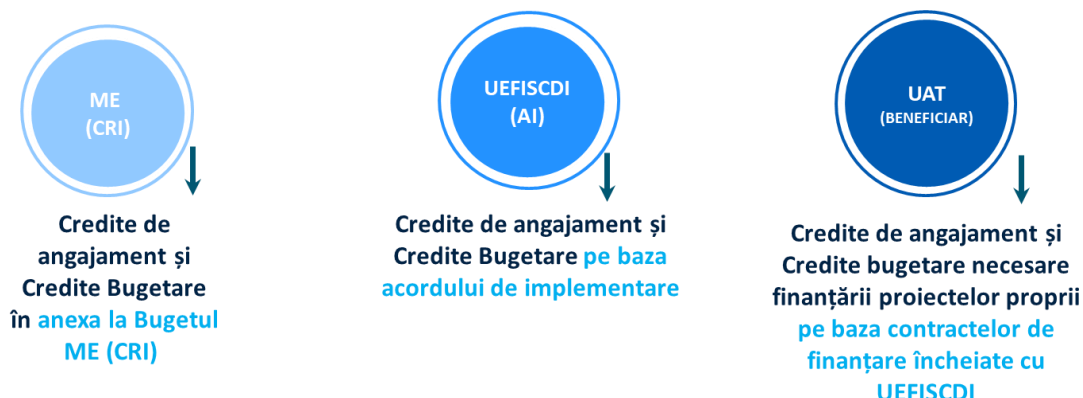 ME
(CRI)
Credite de
angajament și
Credite Bugetare
în anexa la Bugetul
ME (CRI)
UEFISCDI
(AI)
Credite de angajament și
Credite Bugetare pe baza
acordului de implementare
UAT
(BENEFICIAR)
Credite de angajament și
Credite bugetare necesare
finanțării proiectelor proprii
pe baza contractelor de
finanțare încheiate cu
UEFISCDI